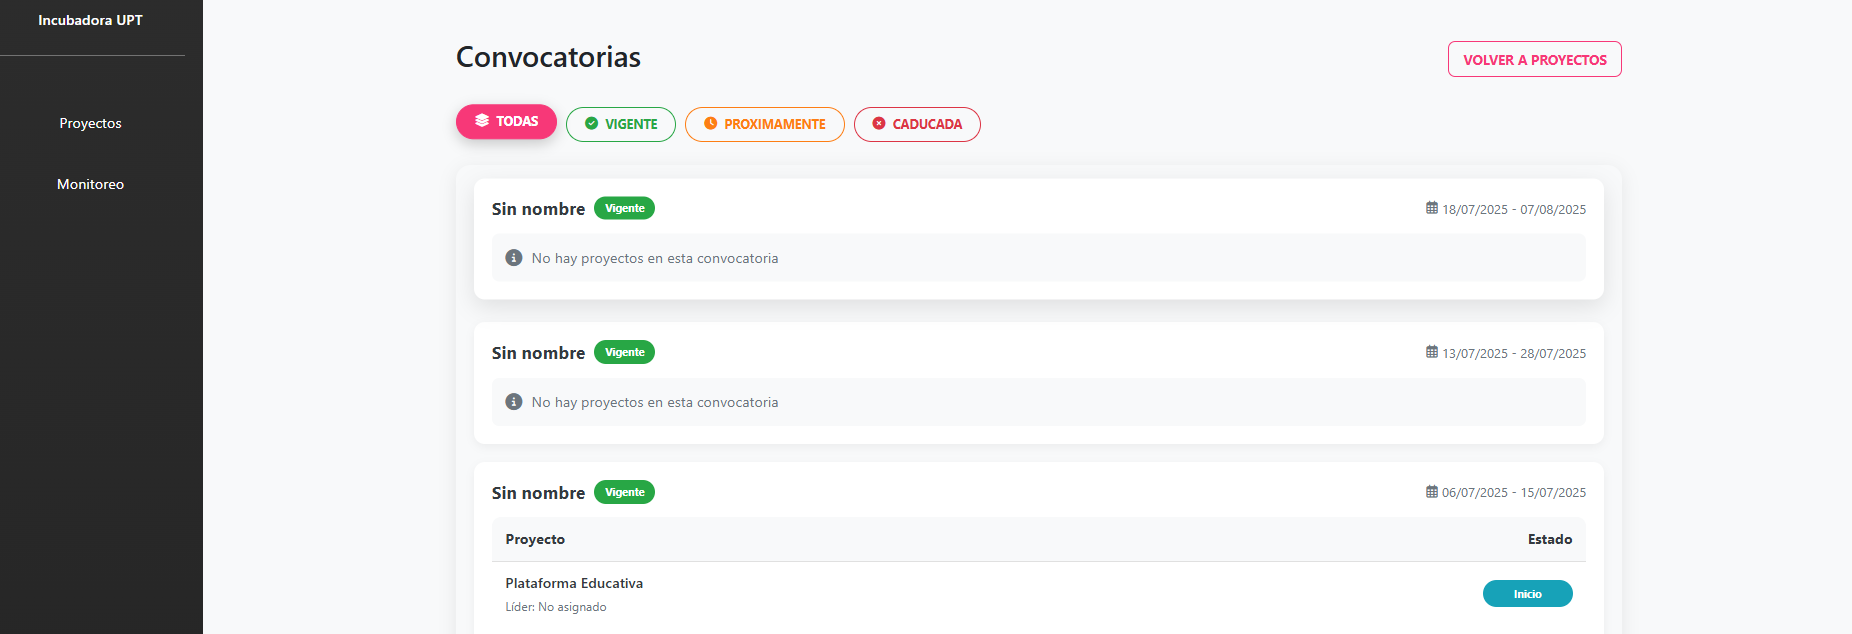 Incubadora UPT
Proyectos
Monitoreo
Convocatorias
VOLVER A PROYECTOS
TODAS
VIGENTE
PROXIMAMENTE
CADUCADA
Sin nombre Vigente 18/07/2025 - 07/08/2025
No hay proyectos en esta convocatoria
Sin nombre Vigente 13/07/2025 - 28/07/2025
No hay proyectos en esta convocatoria
Sin nombre Vigente 06/07/2025 - 15/07/2025
Proyecto Estado
Plataforma Educativa
Líder: No asignado
Inicio